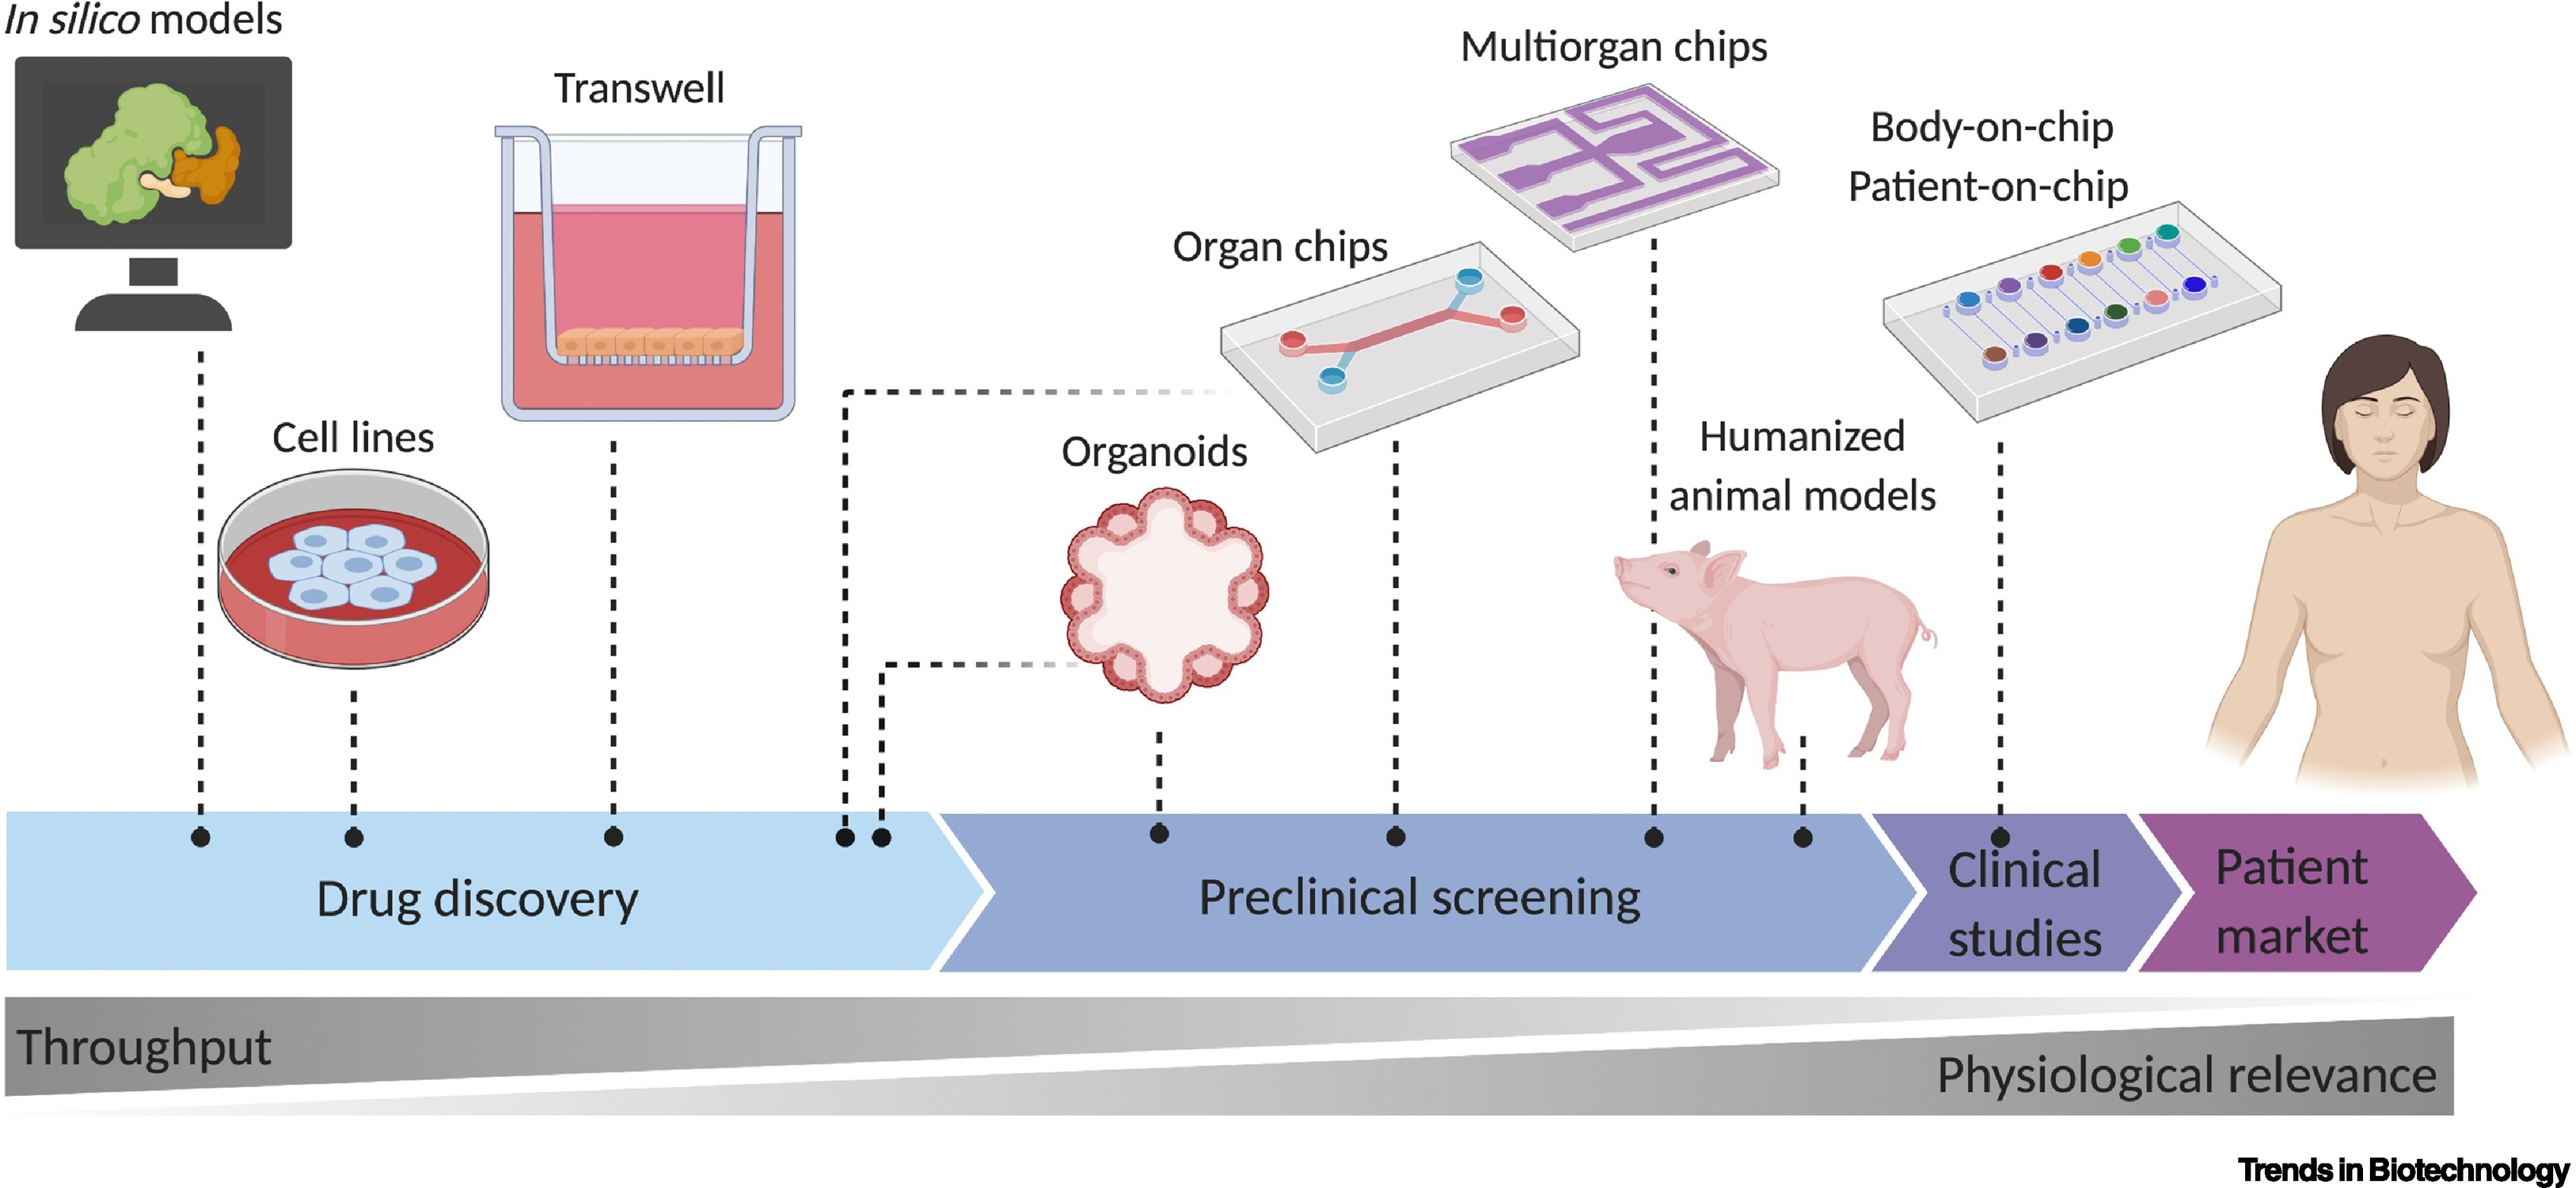 In silico models
Transwell
Cell lines
Multiorgan chips
Body-on-chip
Patient-on-chip
Organ chips
Organoids
Humanized
animal models
Drug discovery
Preclinical screening
Clinical
studies
Patient
market
Throughput
Physiological relevance
Trends in Biotechnology